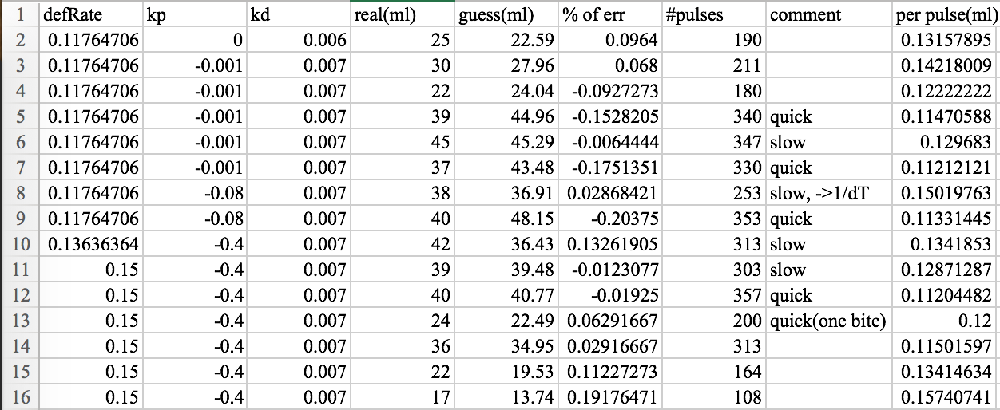 1 defRate kp kd real(ml) guess(ml) % of err #pulses comment per pulse(ml)
2 0.11764706 0 0.006 25 22.59 0.0964 190 0.13157895
3 0.11764706 -0.001 0.007 30 27.96 0.068 211 0.14218009
4 0.11764706 -0.001 0.007 22 24.04 -0.0927273 180 0.12222222
5 0.11764706 -0.001 0.007 39 44.96 -0.1528205 340 quick 0.11470588
6 0.11764706 -0.001 0.007 45 45.29 -0.0064444 347 slow 0.129683
7 0.11764706 -0.001 0.007 37 43.48 -0.1751351 330 quick 0.11212121
8 0.11764706 -0.08 0.007 38 36.91 0.02868421 253 slow, ->1/dT 0.15019763
9 0.11764706 -0.08 0.007 40 48.15 -0.20375 353 quick 0.11331445
10 0.13636364 -0.4 0.007 42 36.43 0.13261905 313 slow 0.1341853
11 0.15 -0.4 0.007 39 39.48 -0.0123077 303 slow 0.12871287
12 0.15 -0.4 0.007 40 40.77 -0.01925 357 quick 0.11204482
13 0.15 -0.4 0.007 24 22.49 0.06291667 200 quick(one bite) 0.12
14 0.15 -0.4 0.007 36 34.95 0.02916667 313 0.11501597
15 0.15 -0.4 0.007 22 19.53 0.11227273 164 0.13414634
16 0.15 -0.4 0.007 17 13.74 0.19176471 108 0.15740741